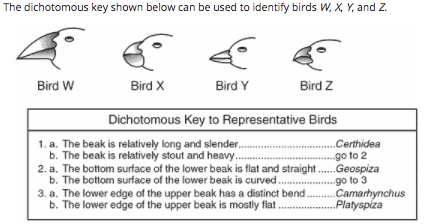 The dichotomous key shown below can be used to identify birds W, X, Y, and Z.
Bird W Bird X Bird Y Bird Z
Dichotomous Key to Representative Birds
1. a. The beak is relatively long and slender..............................Certhidea
b. The beak is relatively stout and heavy..............................go to 2
2. a. The bottom surface of the lower beak is flat and straight ......Geospiza
b. The bottom surface of the lower beak is curved ..................go to 3
3. a. The lower edge of the upper beak has a distinct bend ..........Camarhynchus
b. The lower edge of the upper beak is mostly flat ..................Platyspiza